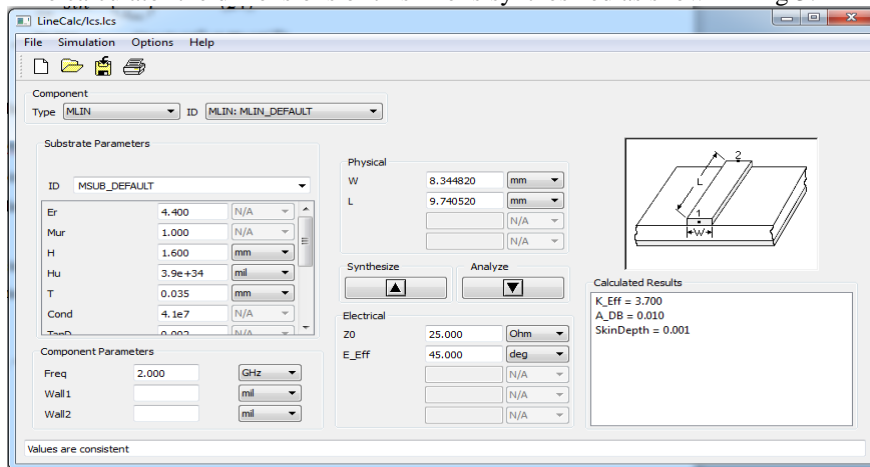 LineCalc/lcs.lcs
File Simulation Options Help
Component
Type MLIN ID MLIN: MLIN_DEFAULT
Substrate Parameters
ID MSUB_DEFAULT
Er 4.400 N/A
Mur 1.000 N/A
H 1.600 mm
Hu 3.9e+34 mil
T 0.035 mm
Cond 4.1e7 N/A
TanD 0.002 N/A
Component Parameters
Freq 2.000 GHz
Wall1 mil
Wall2 mil
Physical
W 8.344820 mm
L 9.740520 mm
N/A
N/A
Synthesize Analyze
Electrical
Z0 25.000 Ohm
E_Eff 45.000 deg
N/A
N/A
N/A
2
L
1
W
Calculated Results
K_Eff = 3.700
A_DB = 0.010
SkinDepth = 0.001
Values are consistent